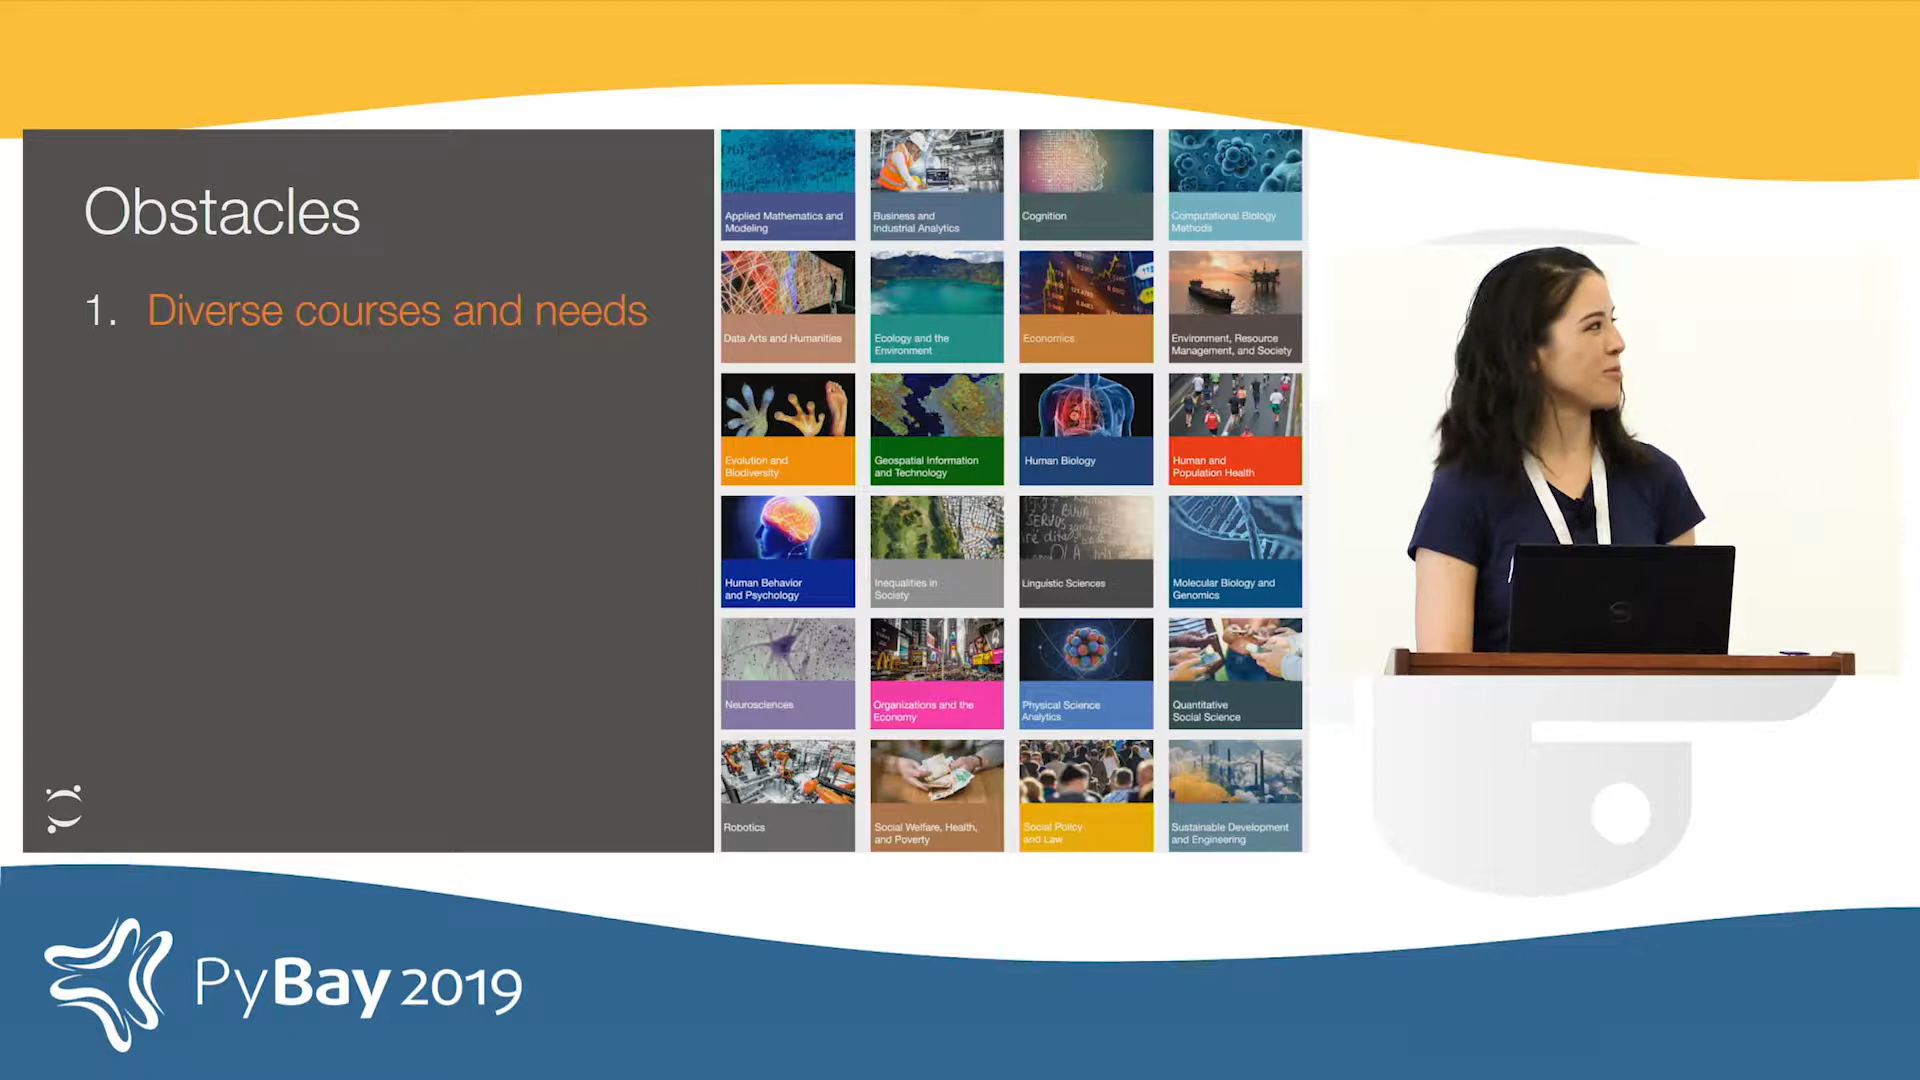 Obstacles
1. Diverse courses and needs
Applied Mathematics and
Modeling
Business and
Industrial Analytics
Cognition
Computational Biology
Methods
Data Arts and Humanities
Ecology and the
Environment
Economics
Environment, Resource
Management, and Society
Evolution and
Biodiversity
Geospatial Information
and Technology
Human Biology
Human and
Population Health
Human Behavior
and Psychology
Inequalities in
Society
Linguistic Sciences
Molecular Biology and
Genomics
Neurosciences
Organizations and the
Economy
Physical Science
Analytics
Quantitative
Social Science
Robotics
Social Welfare, Health,
and Poverty
Social Policy
and Law
Sustainable Development
and Engineering
PyBay 2019